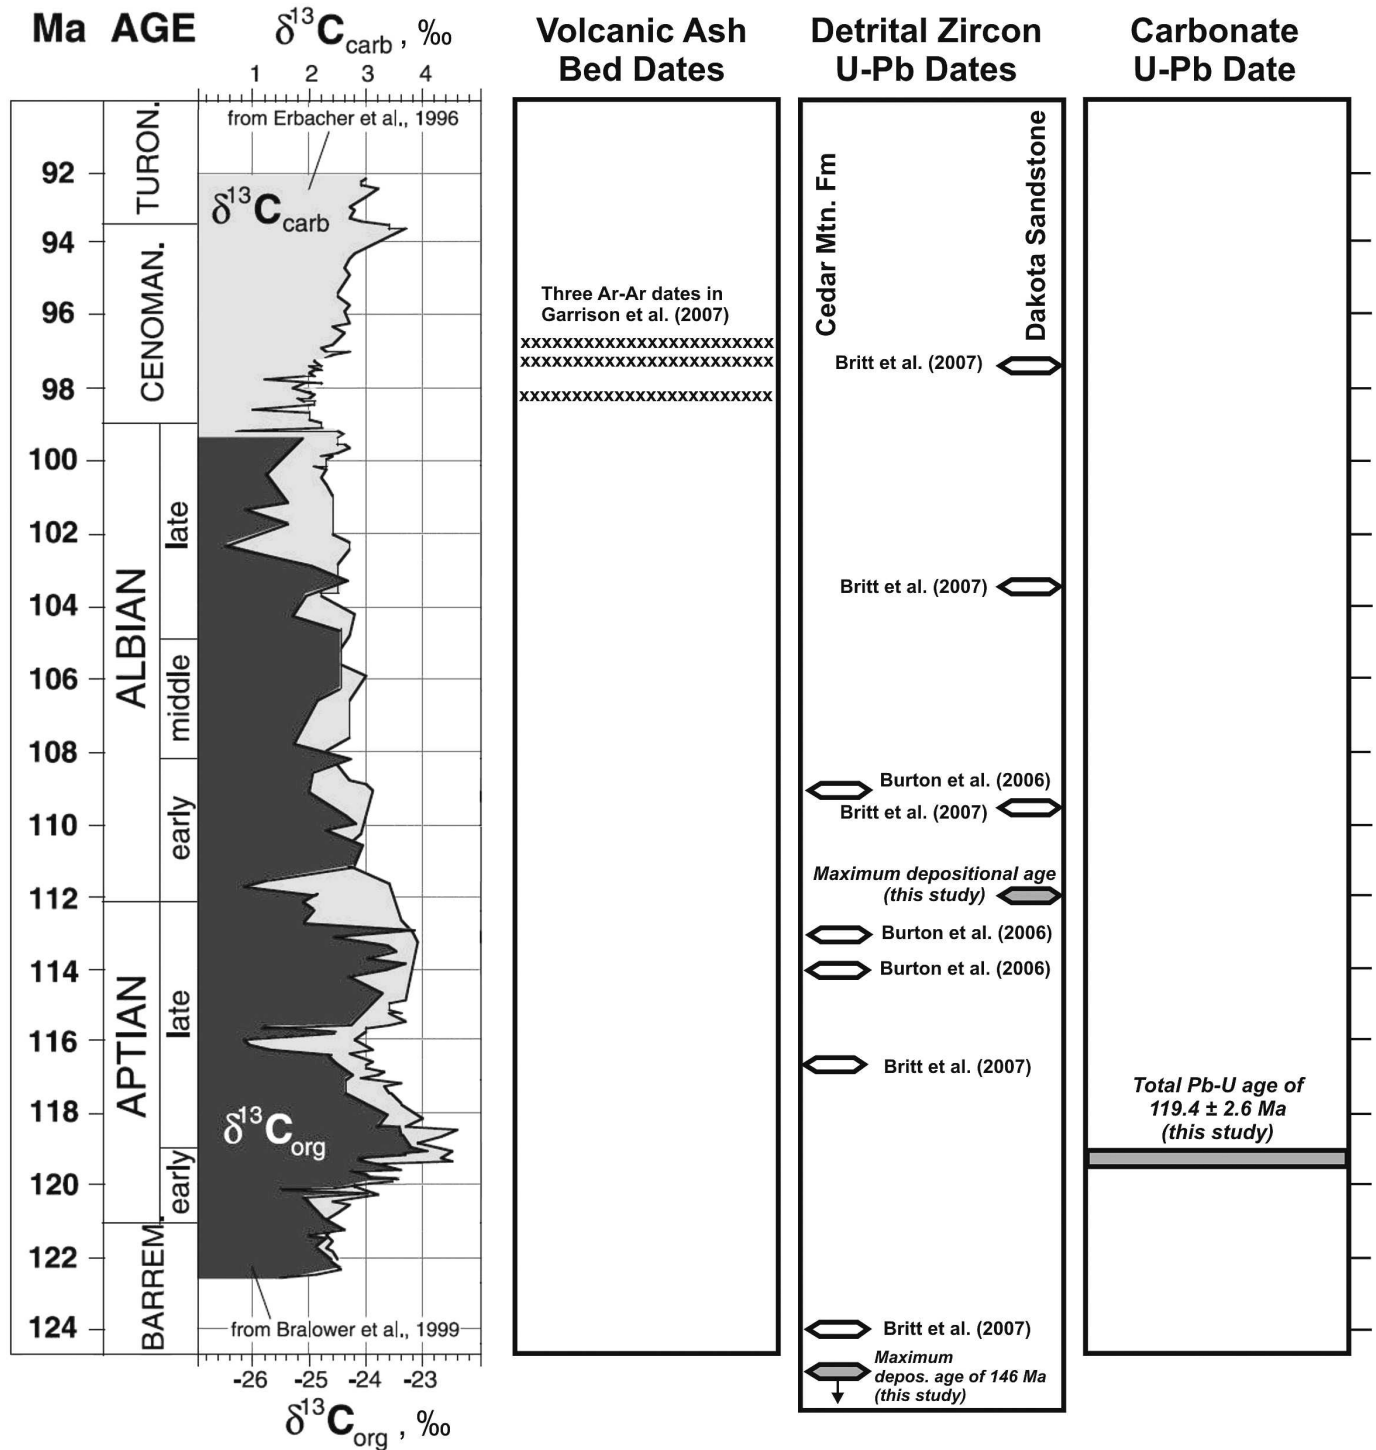 Ma AGE δ13Ccarb , ‰
1 2 3 4
Volcanic Ash
Bed Dates
Detrital Zircon
U-Pb Dates
Carbonate
U-Pb Date
from Erbacher et al., 1996
TURON.
92
δ13Ccarb
94
CENOMAN.
96
98
100
ALBIAN
late
102
104
106
middle
108
early
110
112
APTIAN
late
114
116
118
δ13Corg
early
120
BARREM.
122
124
from Bralower et al., 1999
-26 -25 -24 -23
δ13Corg , ‰
Three Ar-Ar dates in
Garrison et al. (2007)
xxxxxxxxxxxxxxxxxxxxxxxx
xxxxxxxxxxxxxxxxxxxxxxxx
xxxxxxxxxxxxxxxxxxxxxxxx
Cedar Mtn. Fm
Dakota Sandstone
Britt et al. (2007)
Britt et al. (2007)
Burton et al. (2006)
Britt et al. (2007)
Maximum depositional age
(this study)
Burton et al. (2006)
Burton et al. (2006)
Britt et al. (2007)
Britt et al. (2007)
Maximum
depos. age of 146 Ma
(this study)
Total Pb-U age of
119.4 ± 2.6 Ma
(this study)